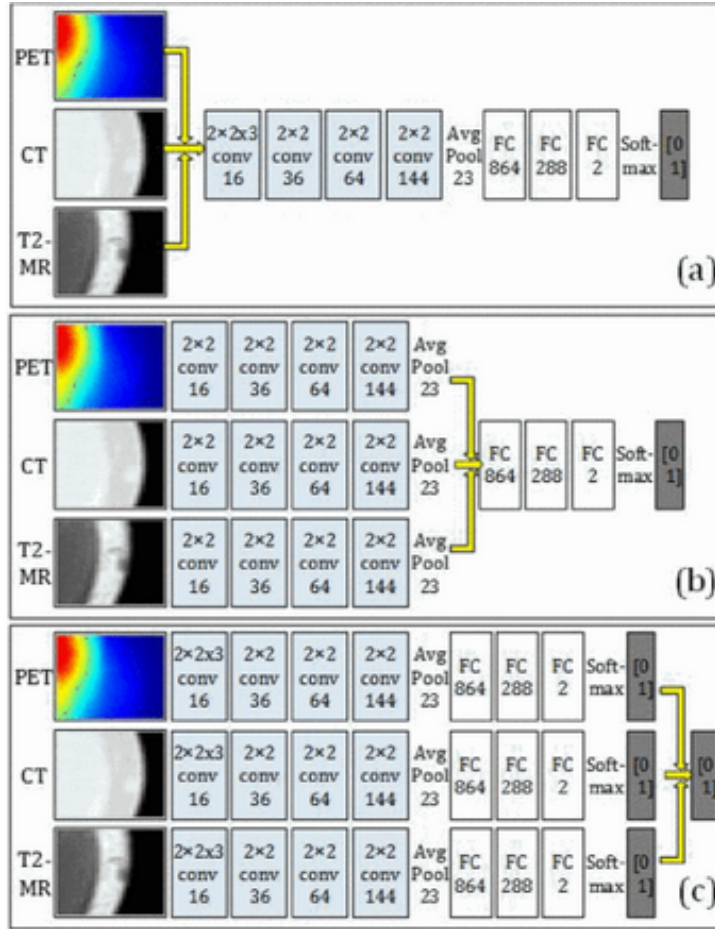 PET
CT
T2-
MR
2×2x3
conv
16
2×2
conv
36
2×2
conv
64
2×2
conv
144
Avg
Pool
23
FC
864
FC
288
FC
2
Soft-
max
[0
1]
(a)
PET
2×2
conv
16
2×2
conv
36
2×2
conv
64
2×2
conv
144
Avg
Pool
23
CT
2×2
conv
16
2×2
conv
36
2×2
conv
64
2×2
conv
144
Avg
Pool
23
T2-
MR
2×2
conv
16
2×2
conv
36
2×2
conv
64
2×2
conv
144
Avg
Pool
23
FC
864
FC
288
FC
2
Soft-
max
[0
1]
(b)
PET
2×2x3
conv
16
2×2
conv
36
2×2
conv
64
2×2
conv
144
Avg
Pool
23
FC
864
FC
288
FC
2
Soft-
max
[0
1]
CT
2×2x3
conv
16
2×2
conv
36
2×2
conv
64
2×2
conv
144
Avg
Pool
23
FC
864
FC
288
FC
2
Soft-
max
[0
1]
T2-
MR
2×2x3
conv
16
2×2
conv
36
2×2
conv
64
2×2
conv
144
Avg
Pool
23
FC
864
FC
288
FC
2
Soft-
max
[0
1]
[0
1]
(c)